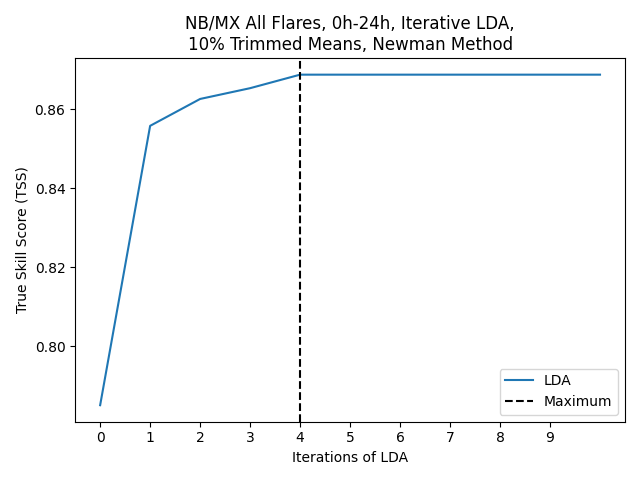 NB/MX All Flares, 0h-24h, Iterative LDA,
10% Trimmed Means, Newman Method
True Skill Score (TSS)
0.86
0.84
0.82
0.80
LDA
Maximum
0 1 2 3 4 5 6 7 8 9
Iterations of LDA